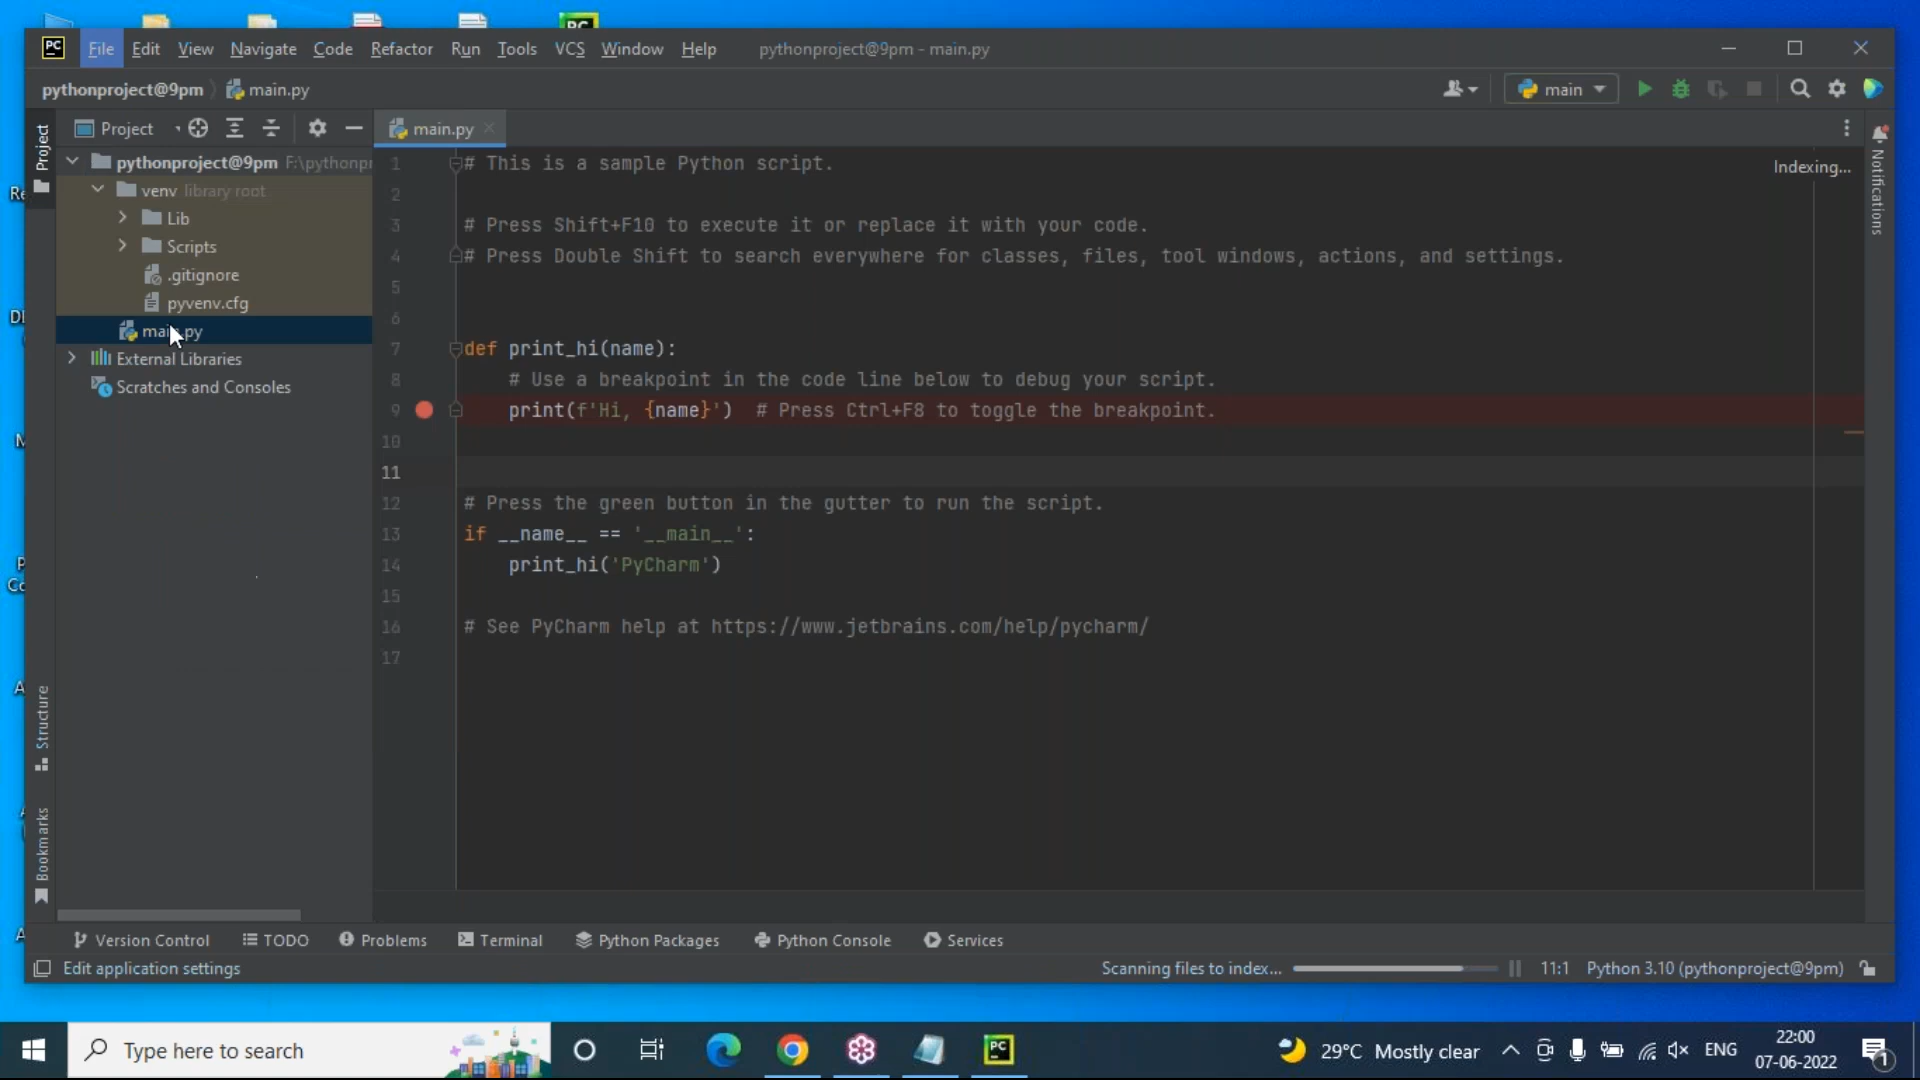 PC
PC File Edit View Navigate Code Refactor Run Tools VCS Window Help pythonproject@9pm - main.py
pythonproject@9pm main.py main
Project main.py
Project
Notifications
pythonproject@9pm F:\pythonpr
venv library root
Lib
Scripts
.gitignore
pyvenv.cfg
main.py
External Libraries
Scratches and Consoles
Indexing...
1 # This is a sample Python script.
2
3 # Press Shift+F10 to execute it or replace it with your code.
4 # Press Double Shift to search everywhere for classes, files, tool windows, actions, and settings.
5
6
7 def print_hi(name):
8 # Use a breakpoint in the code line below to debug your script.
9 print(f'Hi, {name}') # Press Ctrl+F8 to toggle the breakpoint.
10
11
12 # Press the green button in the gutter to run the script.
13 if __name__ == '__main__':
14 print_hi('PyCharm')
15
16 # See PyCharm help at https://www.jetbrains.com/help/pycharm/
17
Structure
Bookmarks
Version Control TODO Problems Terminal Python Packages Python Console Services
Edit application settings Scanning files to index... 11:1 Python 3.10 (pythonproject@9pm)
Type here to search PC 29°C Mostly clear ENG 22:00
07-06-2022 1